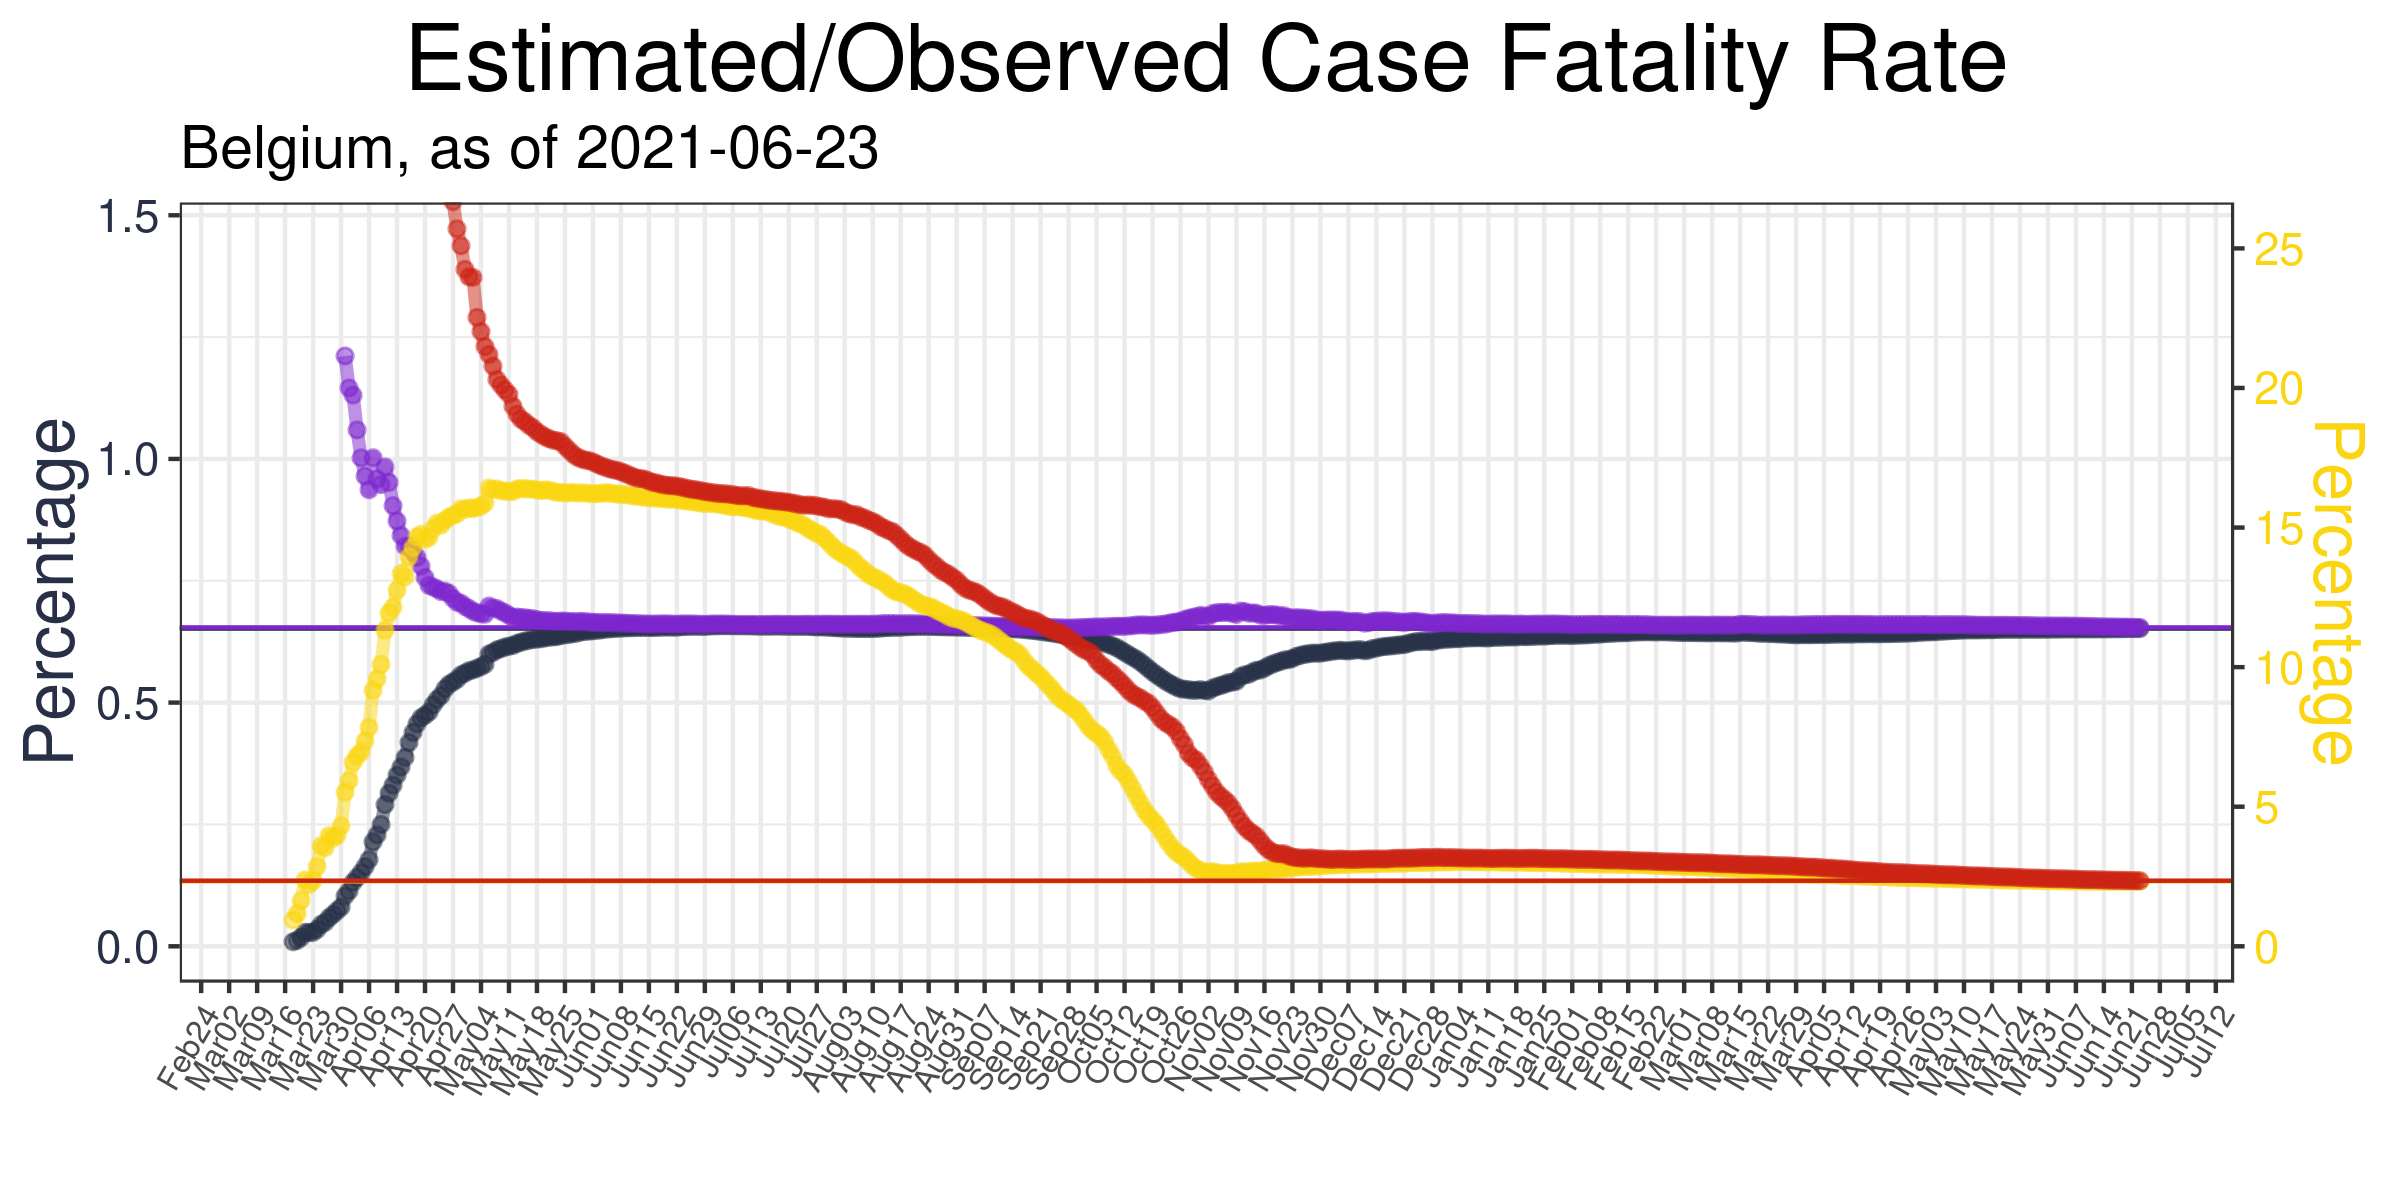 Estimated/Observed Case Fatality Rate
Belgium, as of 2021-06-23
1.5
1.0
0.5
0.0
Percentage
25
20
15
10
5
0
Percentage
Feb24
Mar02
Mar09
Mar16
Mar23
Mar30
Apr06
Apr13
Apr20
Apr27
May04
May11
May18
May25
Jun01
Jun08
Jun15
Jun22
Jun29
Jul06
Jul13
Jul20
Jul27
Aug03
Aug10
Aug17
Aug24
Aug31
Sep07
Sep14
Sep21
Sep28
Oct05
Oct12
Oct19
Oct26
Nov02
Nov09
Nov16
Nov23
Nov30
Dec07
Dec14
Dec21
Dec28
Jan04
Jan11
Jan18
Jan25
Feb01
Feb08
Feb15
Feb22
Mar01
Mar08
Mar15
Mar22
Mar29
Apr05
Apr12
Apr19
Apr26
May03
May10
May17
May24
May31
Jun07
Jun14
Jun21
Jun28
Jul05
Jul12